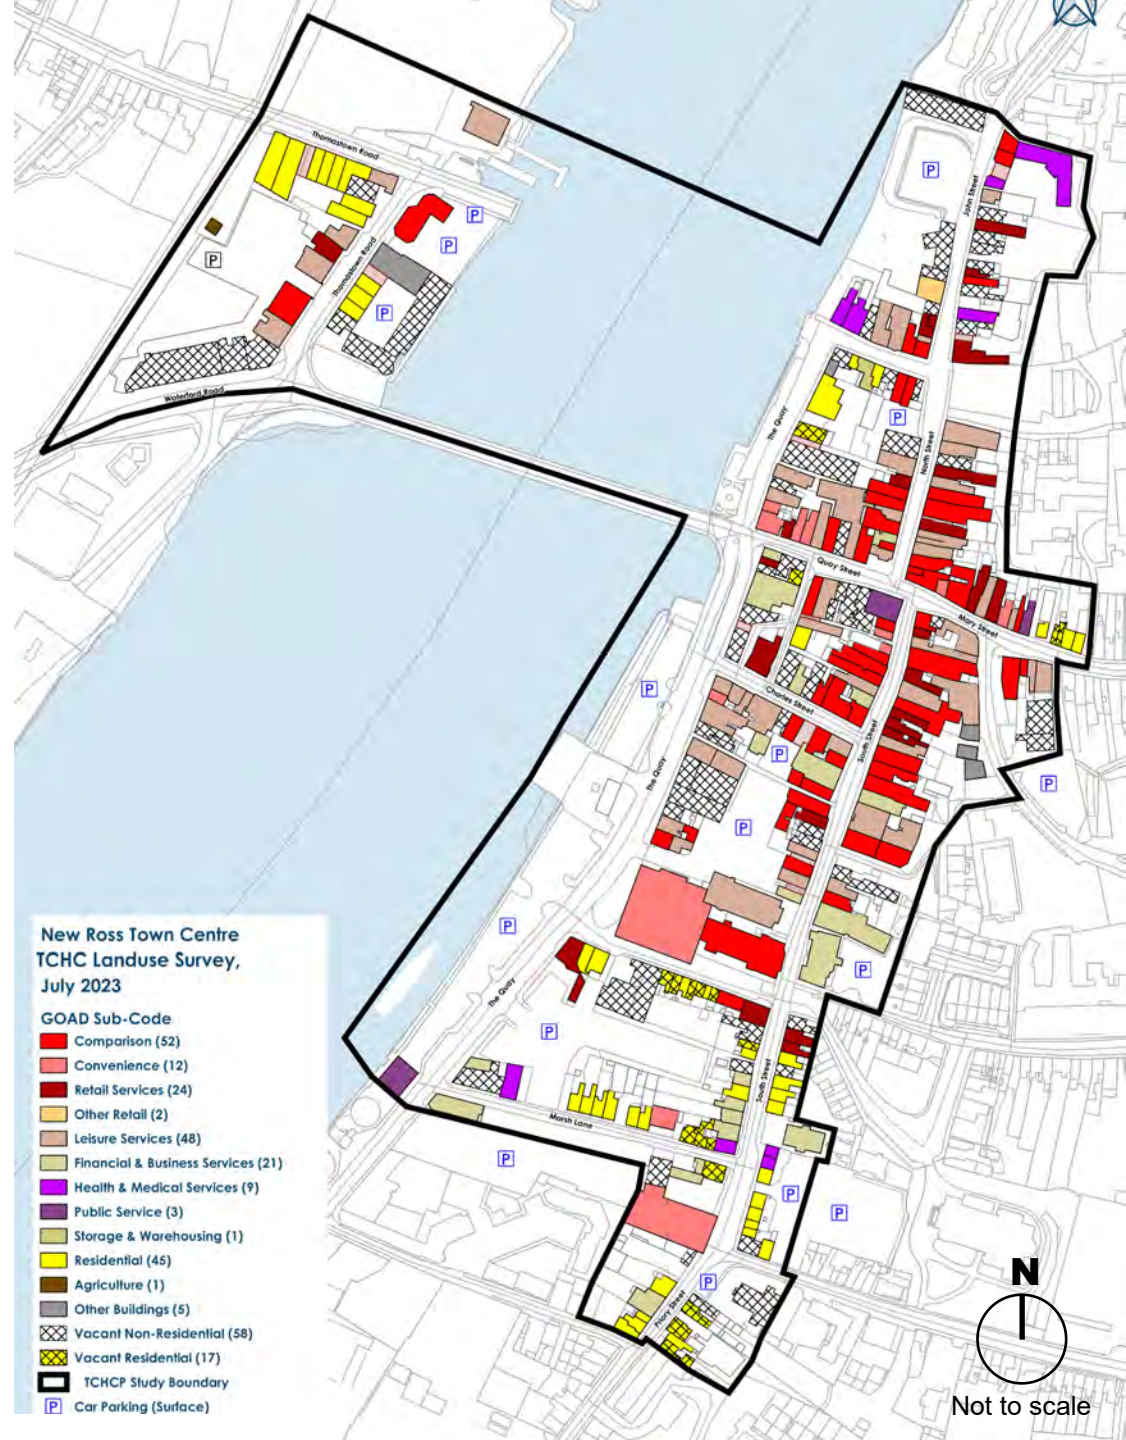 P
John Street
Thomastown Road
P
P
P
Thomastown Road
P
Waterford Road
The Quay
P
North Street
Quay Street
Mary Street
P
Charles Street
South Street
P
The Quay
P
P
P
P
The Quay
P
South Street
Marsh Lane
P
P
P
P
Priory Street
New Ross Town Centre
TCHC Landuse Survey,
July 2023
GOAD Sub-Code
Comparison (52)
Convenience (12)
Retail Services (24)
Other Retail (2)
Leisure Services (48)
Financial & Business Services (21)
Health & Medical Services (9)
Public Service (3)
Storage & Warehousing (1)
Residential (45)
Agriculture (1)
Other Buildings (5)
Vacant Non-Residential (58)
Vacant Residential (17)
TCHCP Study Boundary
P Car Parking (Surface)
N
Not to scale